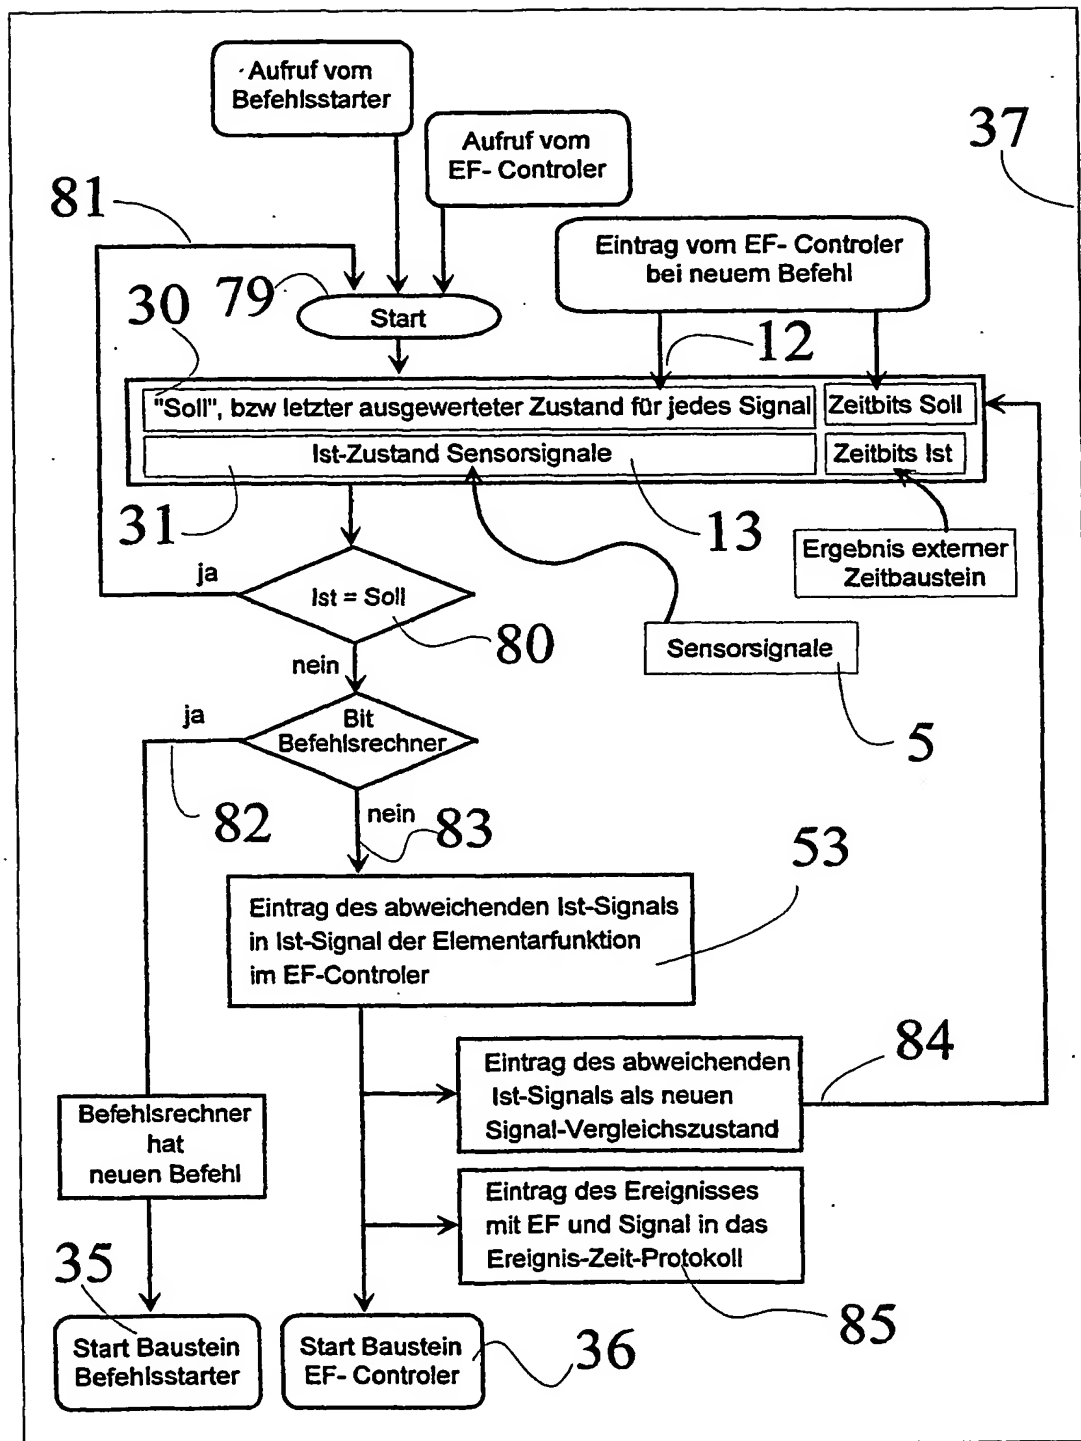 Aufruf vom
Befehlsstarter
Aufruf vom
EF- Controler
37
81
Eintrag vom EF- Controler
bei neuem Befehl
30
79
Start
12
"Soll", bzw letzter ausgewerteter Zustand für jedes Signal
Zeitbits Soll
Ist-Zustand Sensorsignale
Zeitbits Ist
31
13
Ergebnis externer
Zeitbaustein
ja
Ist = Soll
80
Sensorsignale
nein
5
ja
Bit
Befehlsrechner
82
nein
83
53
Eintrag des abweichenden Ist-Signals
in Ist-Signal der Elementarfunktion
im EF-Controler
84
Eintrag des abweichenden
Ist-Signals als neuen
Signal-Vergleichszustand
Befehlsrechner
hat
neuen Befehl
Eintrag des Ereignisses
mit EF und Signal in das
Ereignis-Zeit-Protokoll
35
85
Start Baustein
Befehlsstarter
Start Baustein
EF- Controler
36